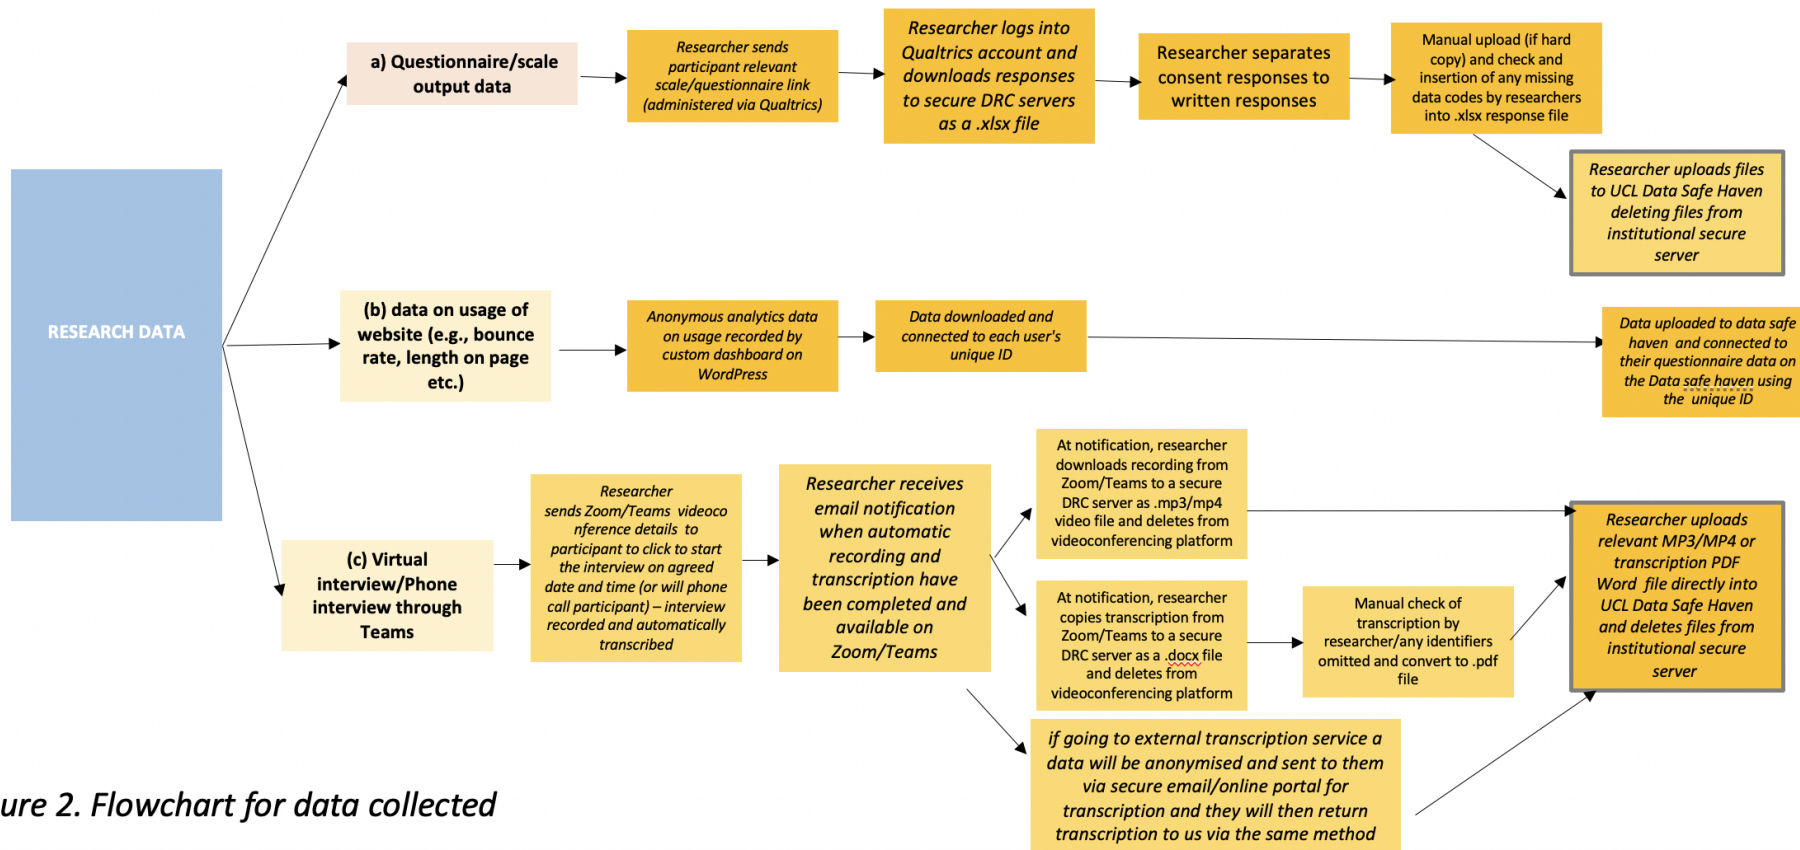 RESEARCH DATA
a) Questionnaire/scale
output data
Researcher sends
participant relevant
scale/questionnaire link
(administered via Qualtrics)
Researcher logs into
Qualtrics account and
downloads responses
to secure DRC servers
as a .xlsx file
Researcher separates
consent responses to
written responses
Manual upload (if hard
copy) and check and
insertion of any missing
data codes by researchers
into .xlsx response file
Researcher uploads files
to UCL Data Safe Haven
deleting files from
institutional secure
server
(b) data on usage of
website (e.g., bounce
rate, length on page
etc.)
Anonymous analytics data
on usage recorded by
custom dashboard on
WordPress
Data downloaded and
connected to each user's
unique ID
Data uploaded to data safe
haven and connected to
their questionnaire data on
the Data safe haven using
the unique ID
(c) Virtual
interview/Phone
interview through
Teams
Researcher
sends Zoom/Teams videoco
nference details to
participant to click to start
the interview on agreed
date and time (or will phone
call participant) – interview
recorded and automatically
transcribed
Researcher receives
email notification
when automatic
recording and
transcription have
been completed and
available on
Zoom/Teams
At notification, researcher
downloads recording from
Zoom/Teams to a secure
DRC server as .mp3/mp4
video file and deletes from
videoconferencing platform
At notification, researcher
copies transcription from
Zoom/Teams to a secure
DRC server as a .docx file
and deletes from
videoconferencing platform
Manual check of
transcription by
researcher/any identifiers
omitted and convert to .pdf
file
if going to external transcription service a
data will be anonymised and sent to them
via secure email/online portal for
transcription and they will then return
transcription to us via the same method
Researcher uploads
relevant MP3/MP4 or
transcription PDF
Word file directly into
UCL Data Safe Haven
and deletes files from
institutional secure
server
ure 2. Flowchart for data collected